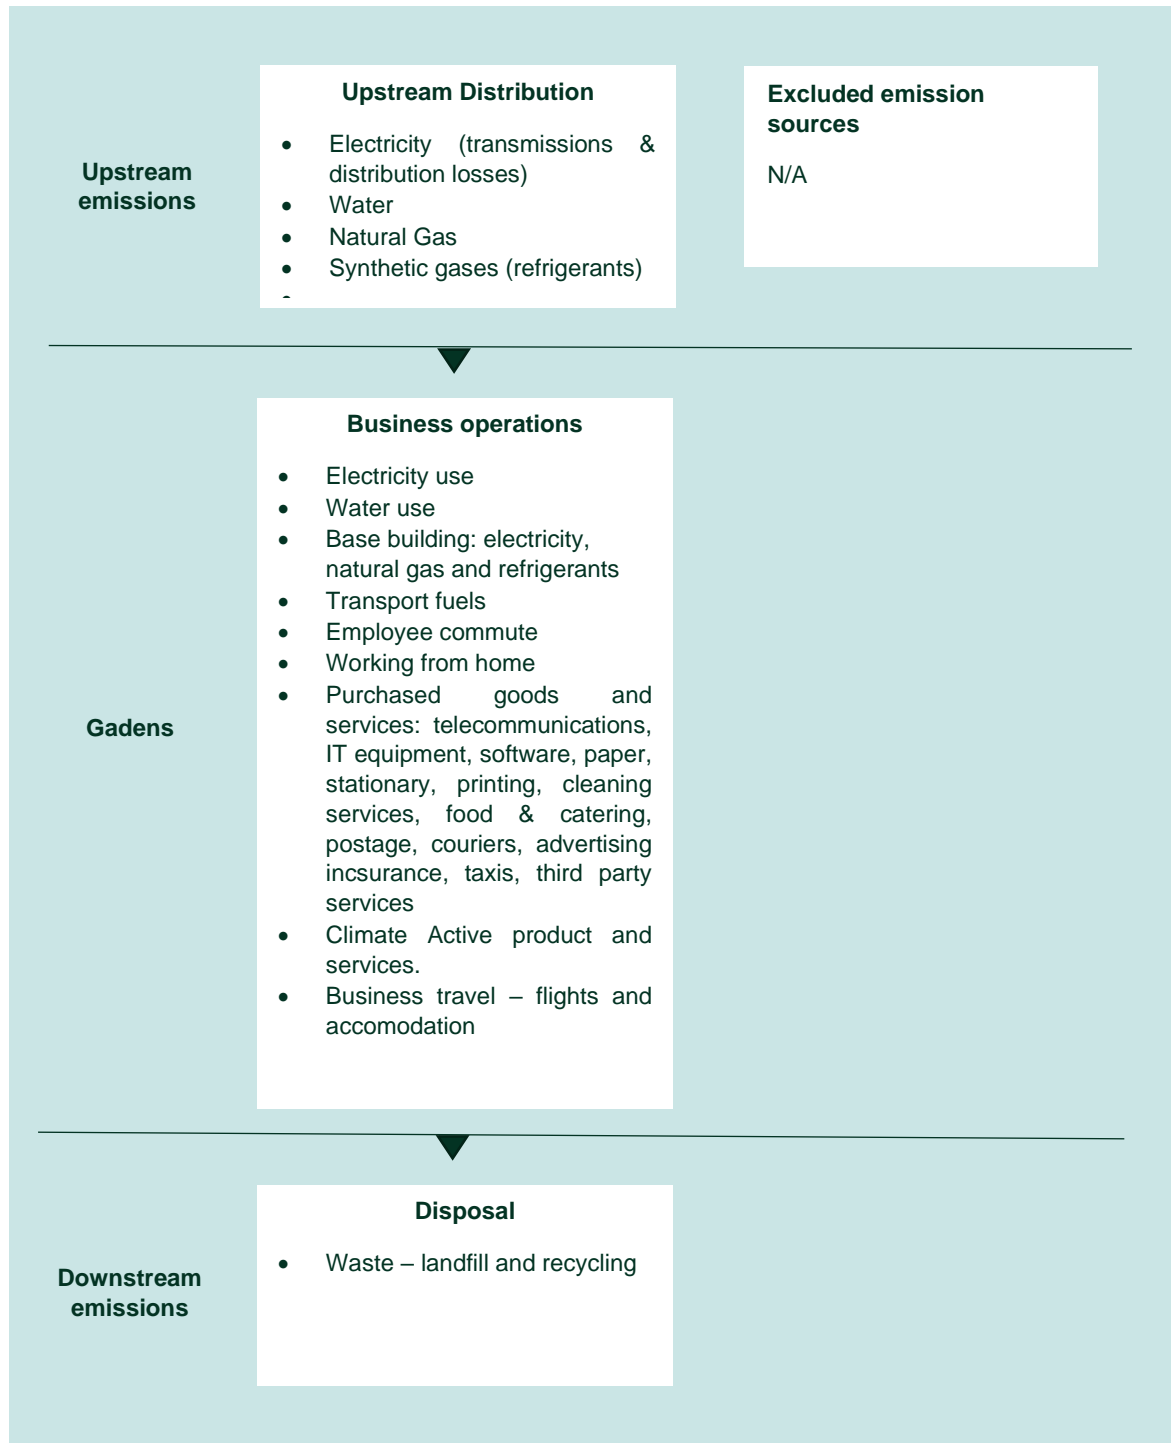 Upstream Distribution
• Electricity (transmissions &
distribution losses)
• Water
• Natural Gas
• Synthetic gases (refrigerants)
•
Excluded emission
sources
N/A
Upstream
emissions
Business operations
• Electricity use
• Water use
• Base building: electricity,
natural gas and refrigerants
• Transport fuels
• Employee commute
• Working from home
• Purchased goods and
services: telecommunications,
IT equipment, software, paper,
stationary, printing, cleaning
services, food & catering,
postage, couriers, advertising
incsurance, taxis, third party
services
• Climate Active product and
services.
• Business travel – flights and
accomodation
Gadens
Disposal
• Waste – landfill and recycling
Downstream
emissions